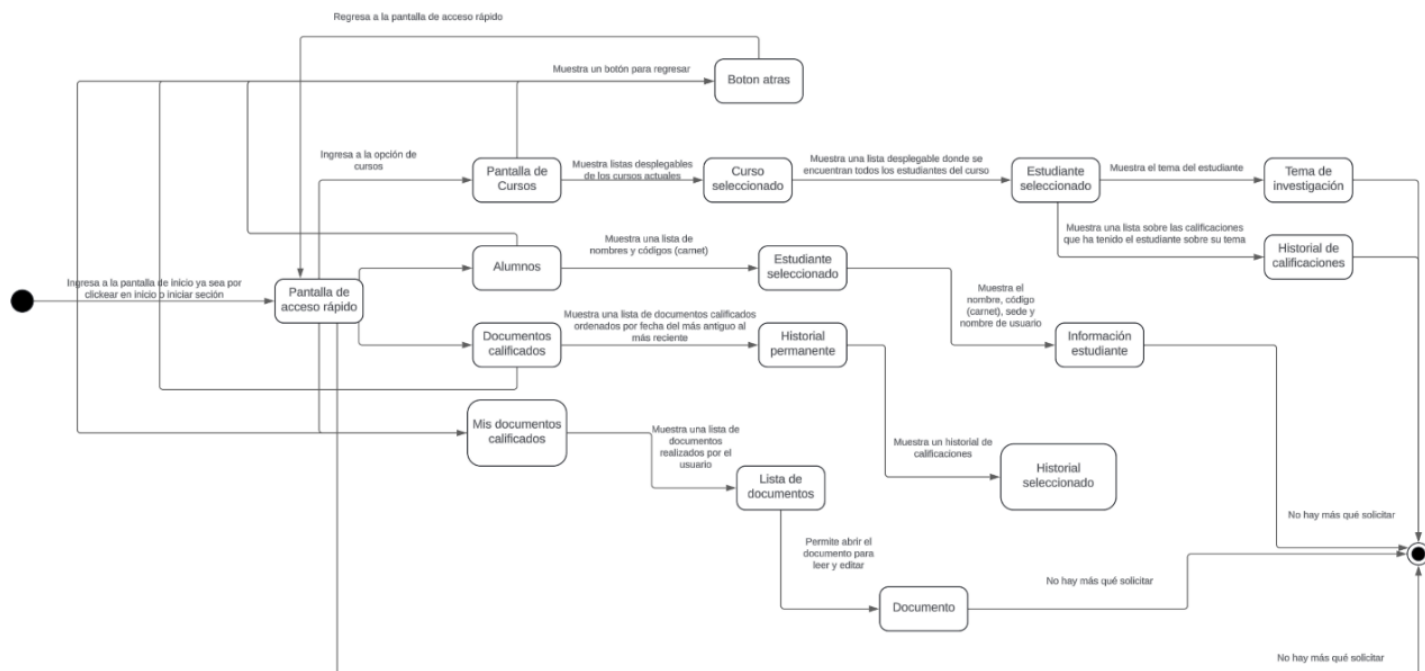 Regresa a la pantalla de acceso rápido
Muestra un botón para regresar
Boton atras
Ingresa a la opción de
cursos
Pantalla de
Cursos
Muestra listas desplegables
de los cursos actuales
Curso
seleccionado
Muestra una lista desplegable donde se
encuentran todos los estudiantes del curso
Estudiante
seleccionado
Muestra el tema del estudiante
Tema de
investigación
Muestra una lista sobre las calificaciones
que ha tenido el estudiante sobre su tema
Historial de
calificaciones
Alumnos
Muestra una lista de
nombres y códigos (carnet)
Estudiante
seleccionado
Ingresa a la pantalla de inicio ya sea por
clickear en inicio o iniciar seción
Pantalla de
acceso rápido
Muestra el
nombre, código
(carnet), sede y
nombre de usuario
Información
estudiante
Documentos
calificados
Muestra una lista de documentos calificados
ordenados por fecha del más antiguo al
más reciente
Historial
permanente
Mis documentos
calificados
Muestra una lista de
documentos
realizados por el
usuario
Muestra un historial de
calificaciones
Historial
seleccionado
Lista de
documentos
No hay más qué solicitar
Permite abrir el
documento para
leer y editar
Documento
No hay más qué solicitar
No hay más qué solicitar